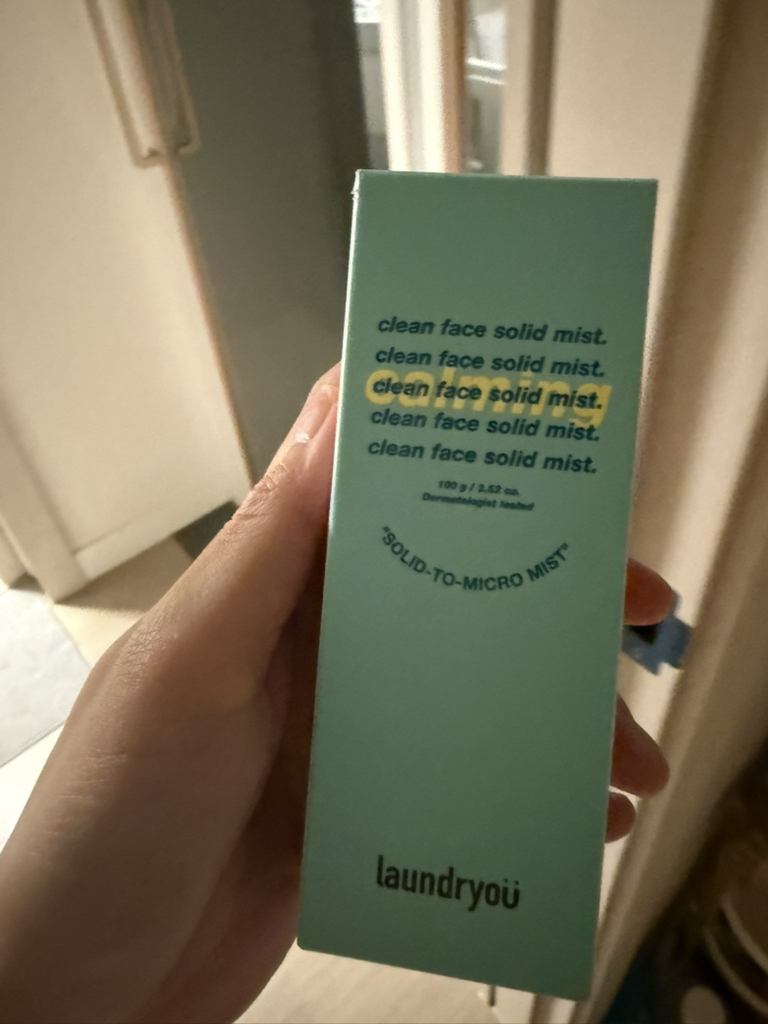 clean face solid mist.
clean face solid mist.
calming
clean face solid mist.
clean face solid mist.
clean face solid mist.
100 g / 3.52 oz.
Dermatologist tested
"SOLID-TO-MICRO MIST"
laundryoü